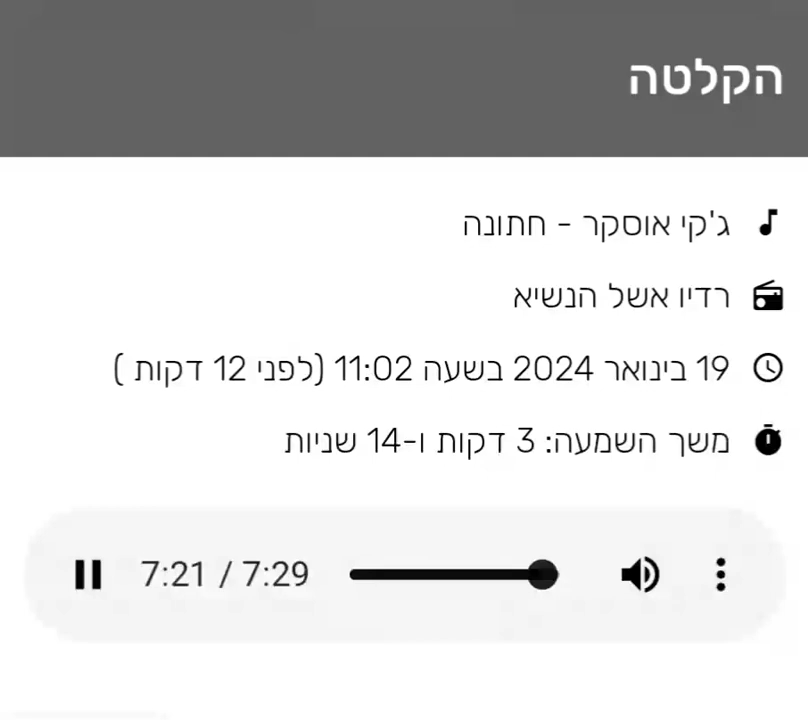 הקלטה
ג'קי אוסקר - חתונה
רדיו אשל הנשיא
19 בינואר 2024 בשעה 11:02 (לפני 12 דקות )
משך השמעה: 3 דקות ו-14 שניות
7:21 / 7:29